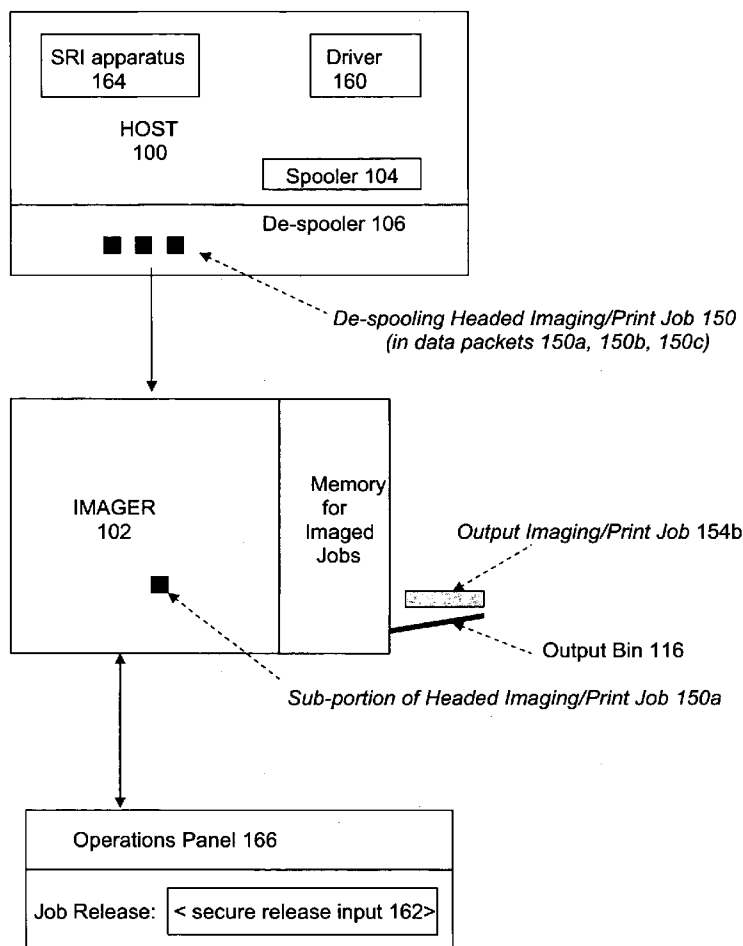 SRI apparatus
164
Driver
160
HOST
100
Spooler 104
De-spooler 106
De-spooling Headed Imaging/Print Job 150
(in data packets 150a, 150b, 150c)
IMAGER
102
Memory
for
Imaged
Jobs
Output Imaging/Print Job 154b
Output Bin 116
Sub-portion of Headed Imaging/Print Job 150a
Operations Panel 166
Job Release: < secure release input 162>